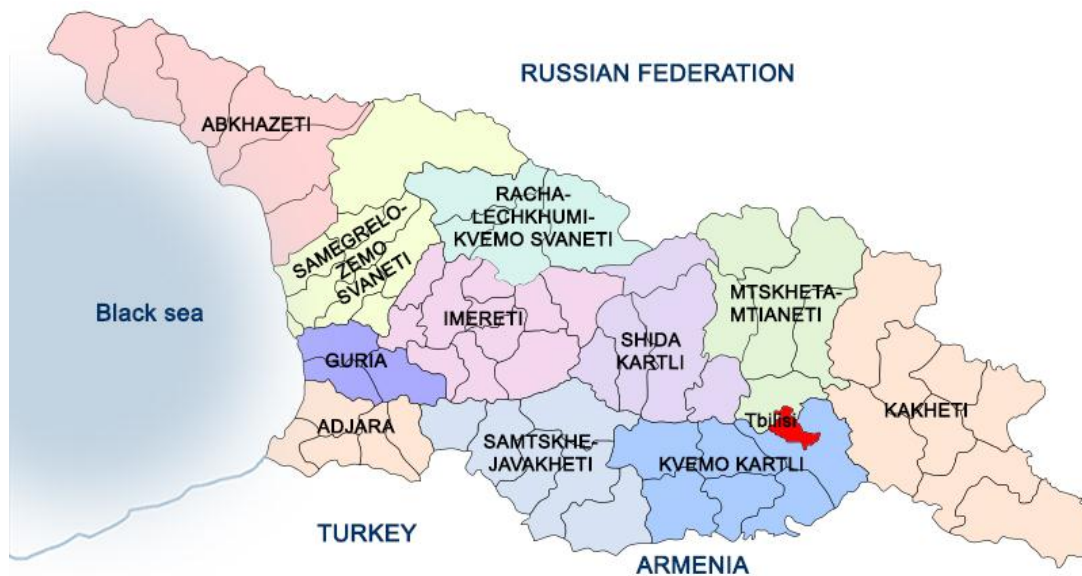 RUSSIAN FEDERATION
ABKHAZETI
RACHA-
LECHKHUMI-
KVEMO SVANETI
SAMEGRELO-
ZEMO
SVANETI
MTSKHETA-
MTIANETI
Black sea
IMERETI
SHIDA
KARTLI
GURIA
KAKHETI
ADJARA
Tbilisi
SAMTSKHE-
JAVAKHETI
KVEMO KARTLI
TURKEY
ARMENIA